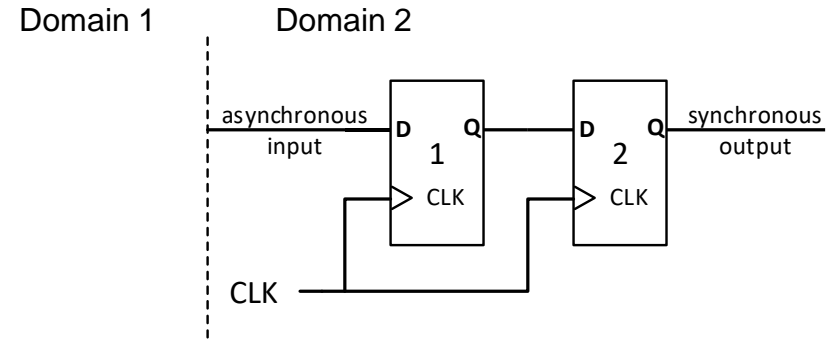 Domain 1
Domain 2
asynchronous
input
D
Q
1
CLK
D
Q
2
CLK
synchronous
output
CLK